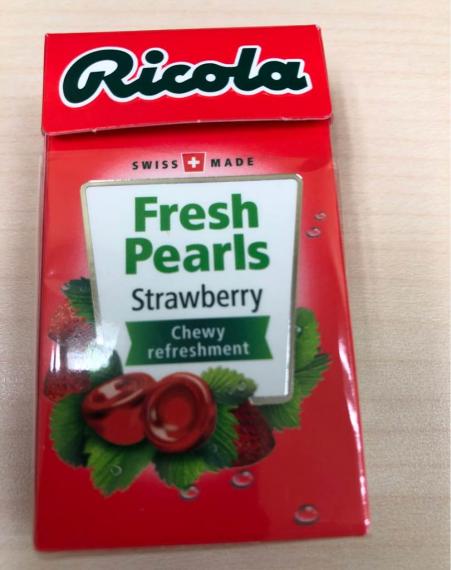 Ricola
SWISS MADE
Fresh
Pearls
Strawberry
Chewy
refreshment